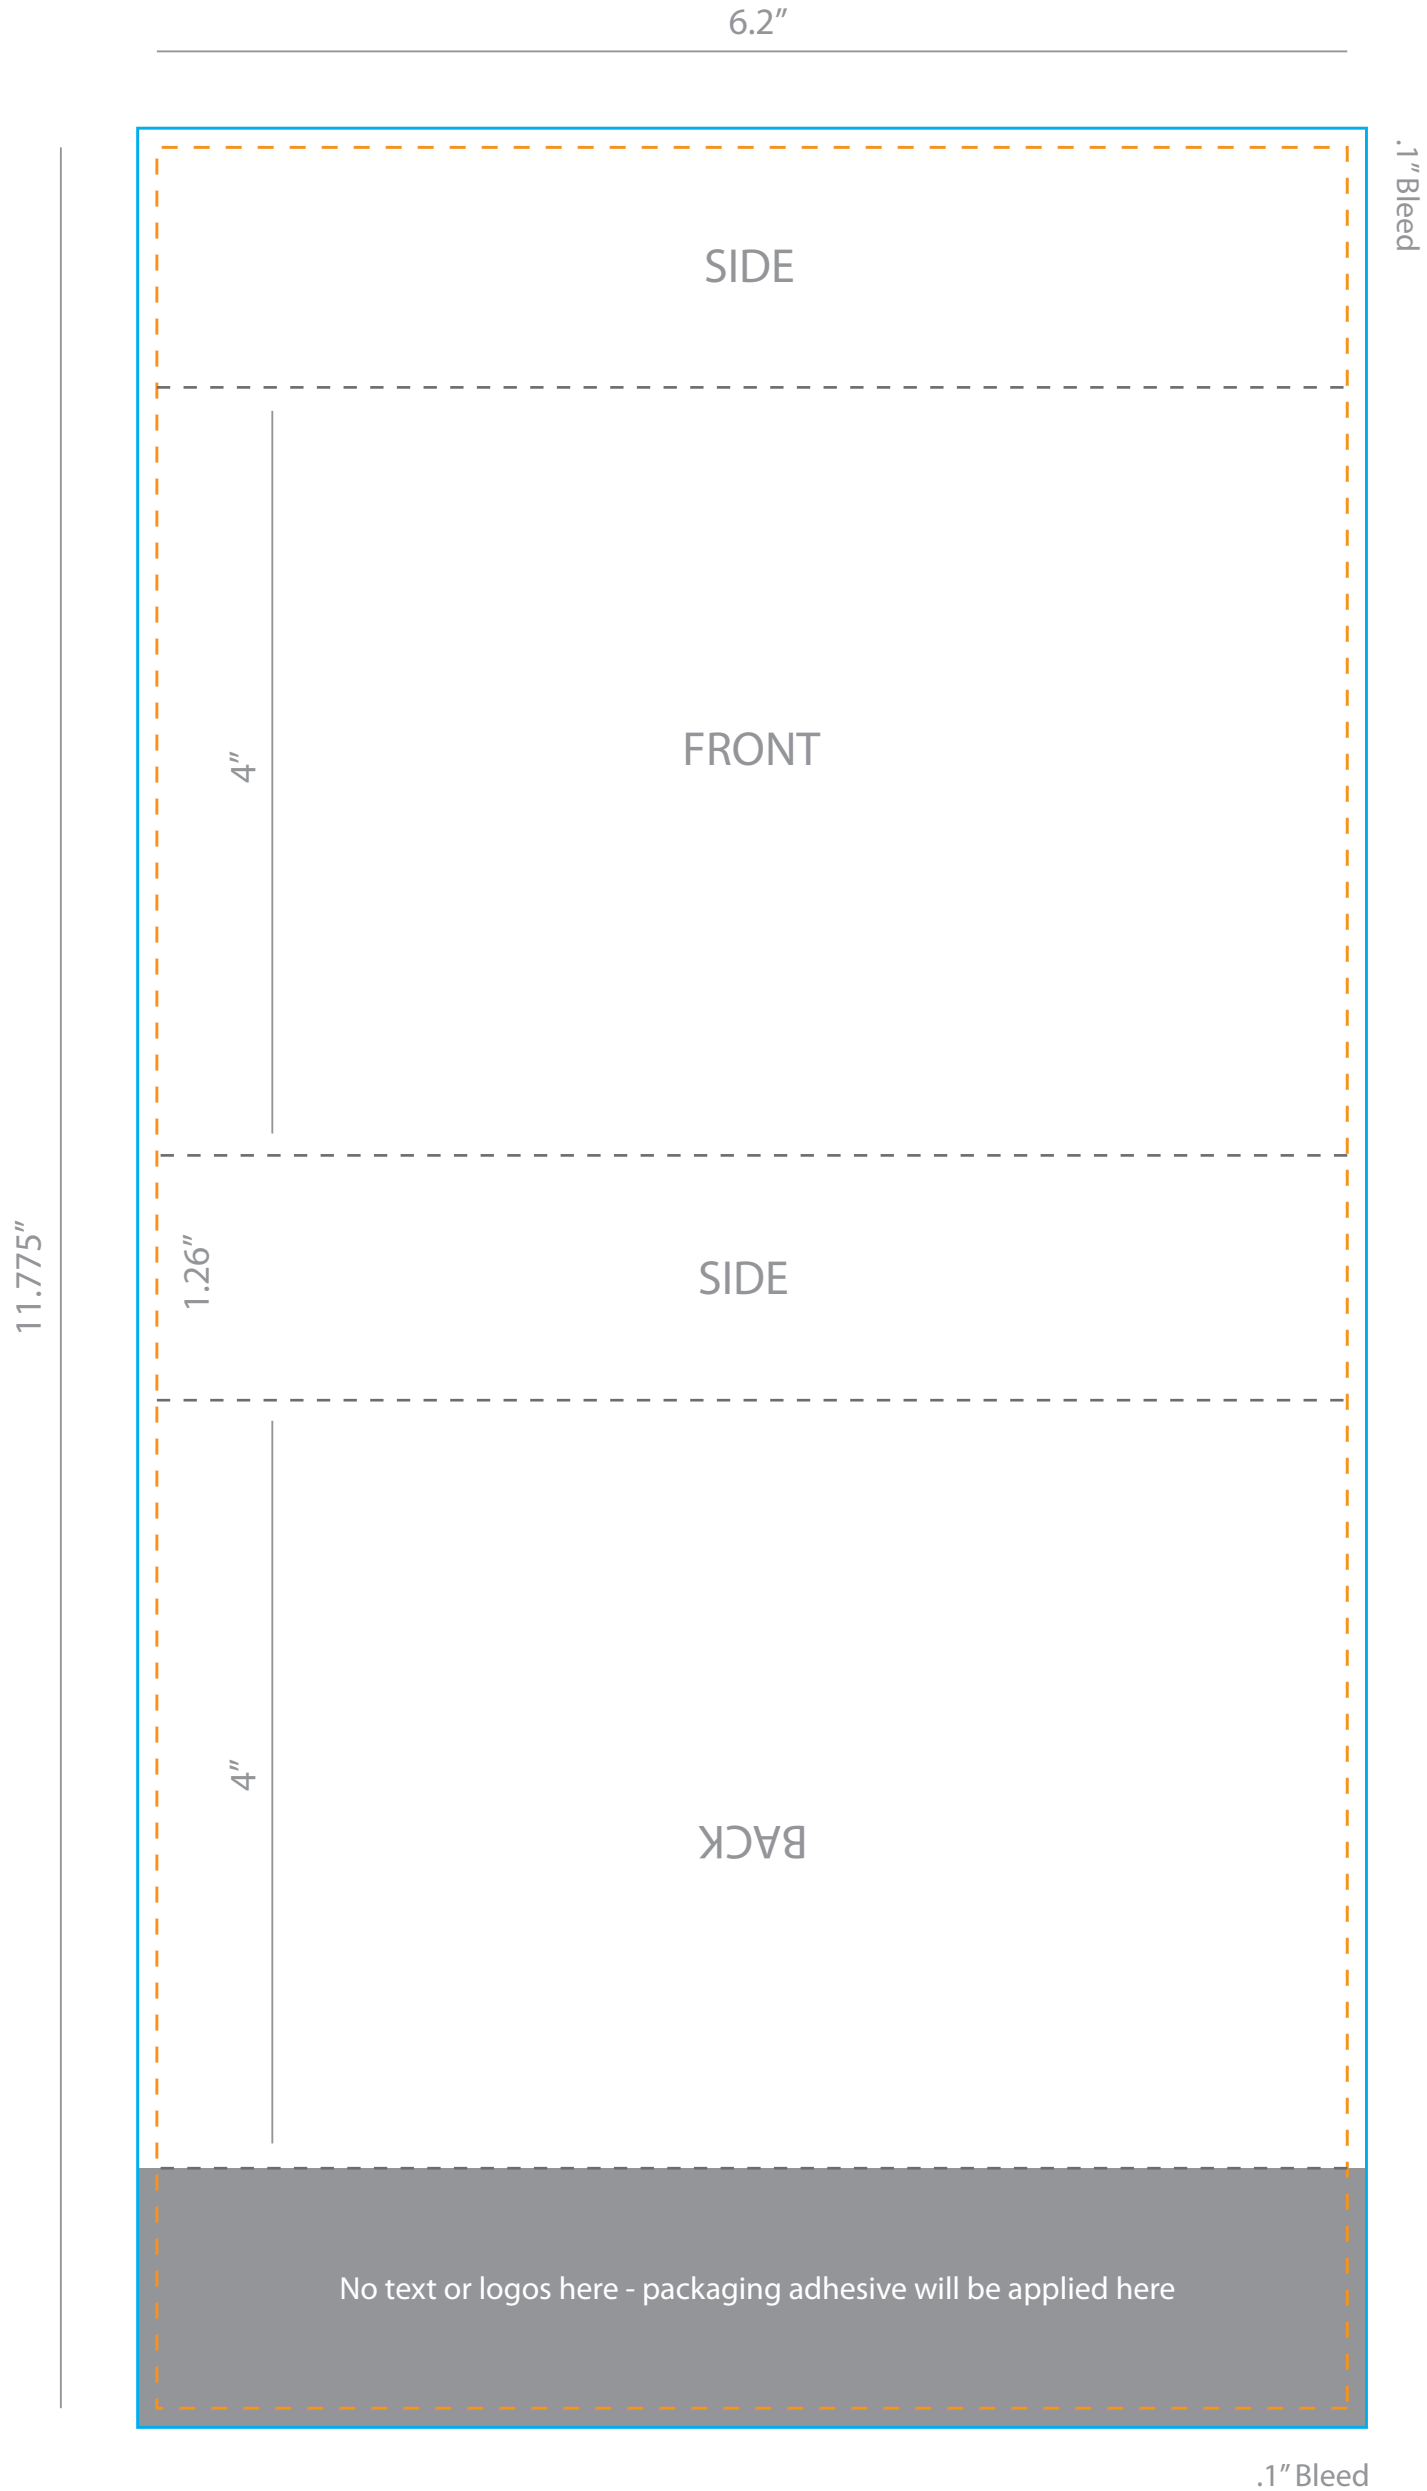 6.2”
.1” Bleed
SIDE
4”
FRONT
11.775”
1.26”
SIDE
4”
BACK
No text or logos here - packaging adhesive will be applied here
.1” Bleed